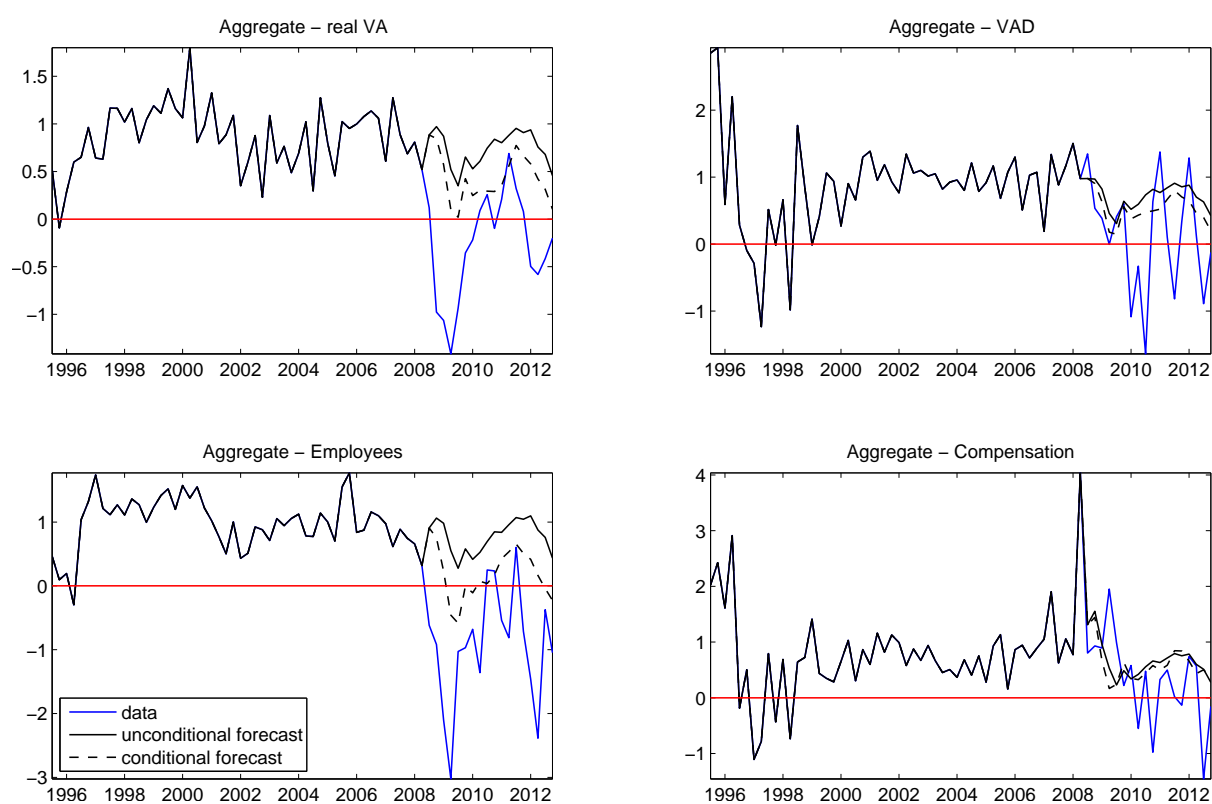 Aggregate – real VA
1.5
1
0.5
0
−0.5
−1
1996 1998 2000 2002 2004 2006 2008 2010 2012
Aggregate – VAD
2
1
0
−1
1996 1998 2000 2002 2004 2006 2008 2010 2012
Aggregate – Employees
1
0
−1
−2
−3
data
unconditional forecast
conditional forecast
1996 1998 2000 2002 2004 2006 2008 2010 2012
Aggregate – Compensation
4
3
2
1
0
−1
1996 1998 2000 2002 2004 2006 2008 2010 2012